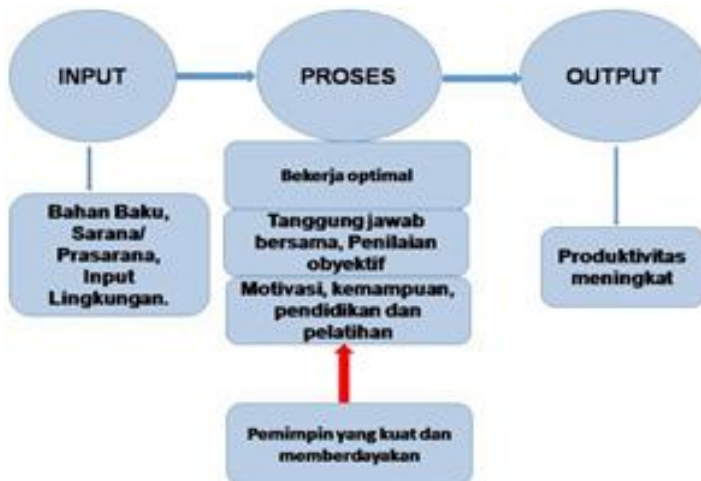 INPUT
PROSES
OUTPUT
Bahan Baku,
Sarana/
Prasarana,
Input
Lingkungan.
Bekerja optimal
Tanggung jawab
bersama, Penilaian
obyektif
Motivasi, kemampuan,
pendidikan dan
pelatihan
Produktivitas
meningkat
Pemimpin yang kuat dan
memberdayakan